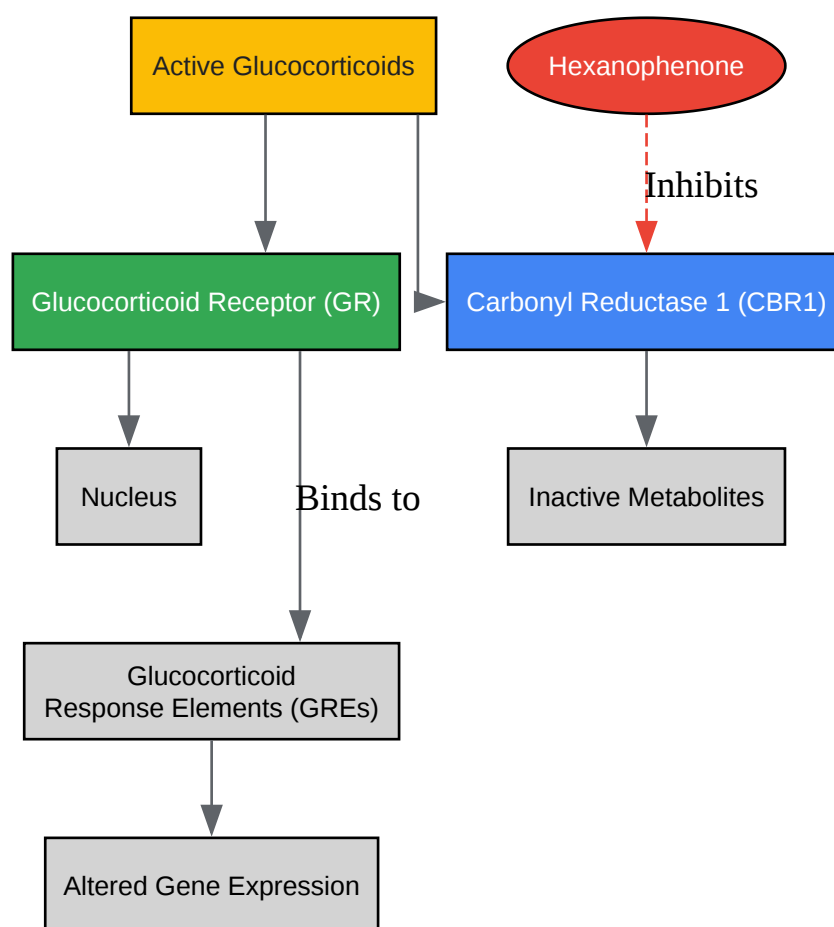 Active Glucocorticoids
Hexanophenone
Inhibits
Glucocorticoid Receptor (GR)
Carbonyl Reductase 1 (CBR1)
Nucleus
Binds to
Inactive Metabolites
Glucocorticoid
Response Elements (GREs)
Altered Gene Expression